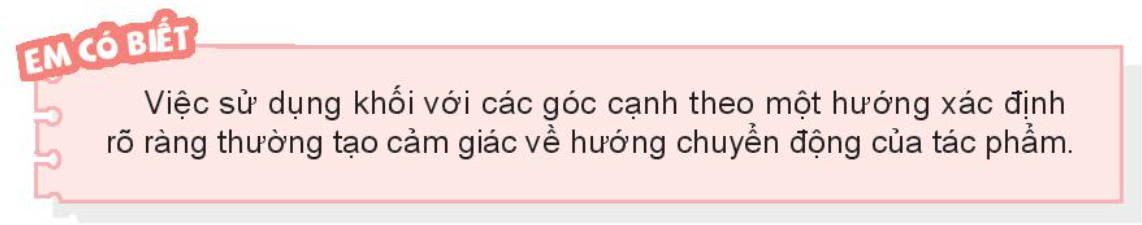 EM CÓ BIẾT
Việc sử dụng khối với các góc cạnh theo một hướng xác định
rõ ràng thường tạo cảm giác về hướng chuyển động của tác phẩm.